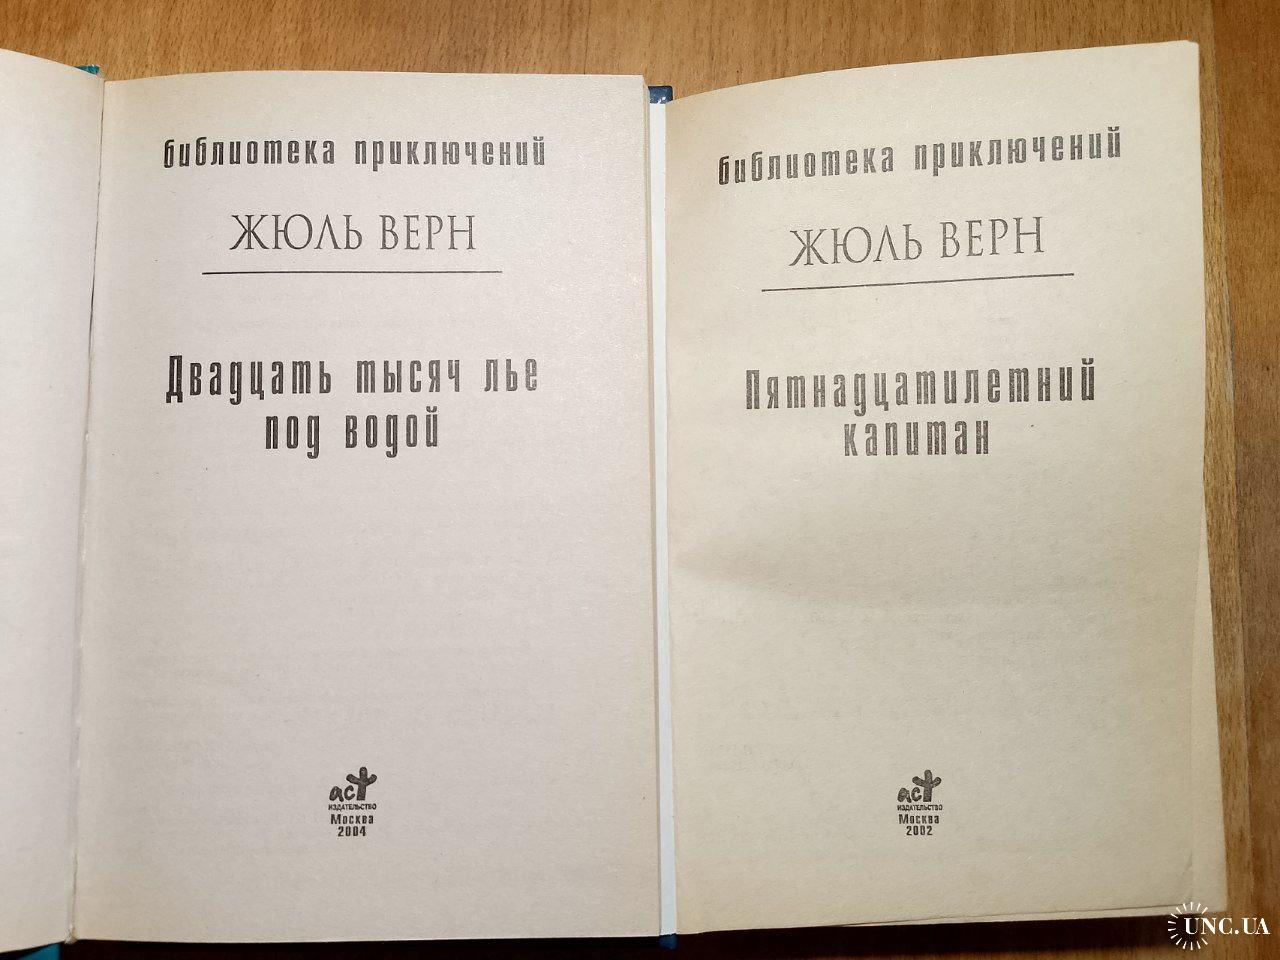 библиотека приключений
ЖЮЛЬ ВЕРН
Двадцать тысяч лье
под водой
аст
ИЗДАТЕЛЬСТВО
Москва
2004
библиотека приключений
ЖЮЛЬ ВЕРН
Пятнадцатилетний
капитан
аст
ИЗДАТЕЛЬСТВО
Москва
2002
UNC.UA